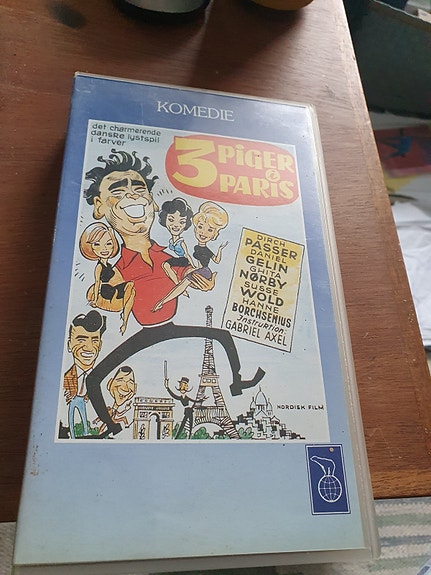 KOMEDIE
det charmerende
danske lystspil
i farver
3 PIGER
i
PARIS
DIRCH
PASSER
DANIEL
GELIN
GHITA
NØRBY
SUSSE
WOLD
HANNE
BORCHSENIUS
Instruktion:
GABRIEL AXEL
NORDISK FILM